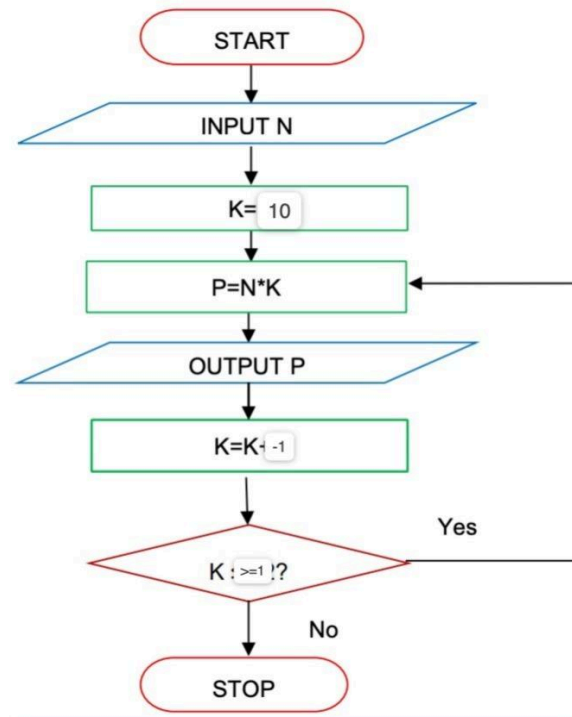 START
INPUT N
K= 10
P=N*K
OUTPUT P
K=K+ -1
K >=1 ?
Yes
No
STOP